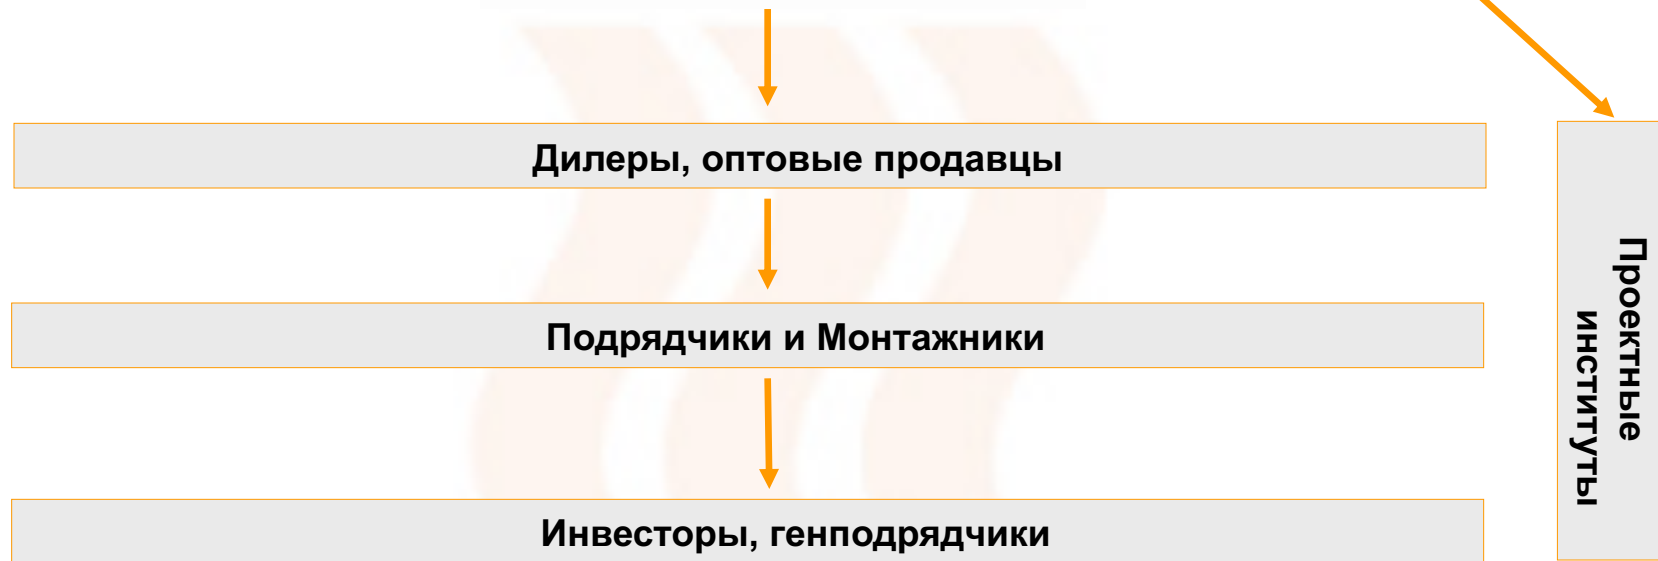 Дилеры, оптовые продавцы
Подрядчики и Монтажники
Инвесторы, генподрядчики
Проектные
институты